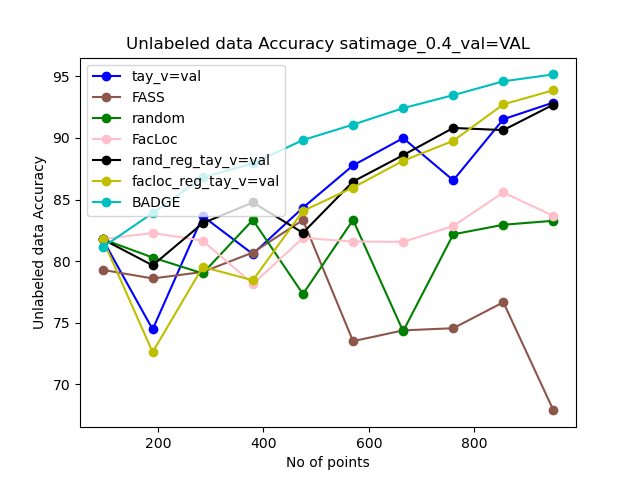 Unlabeled data Accuracy satimage_0.4_val=VAL
95
90
85
80
75
70
Unlabeled data Accuracy
tay_v=val
FASS
random
FacLoc
rand_reg_tay_v=val
facloc_reg_tay_v=val
BADGE
200
400
600
800
No of points